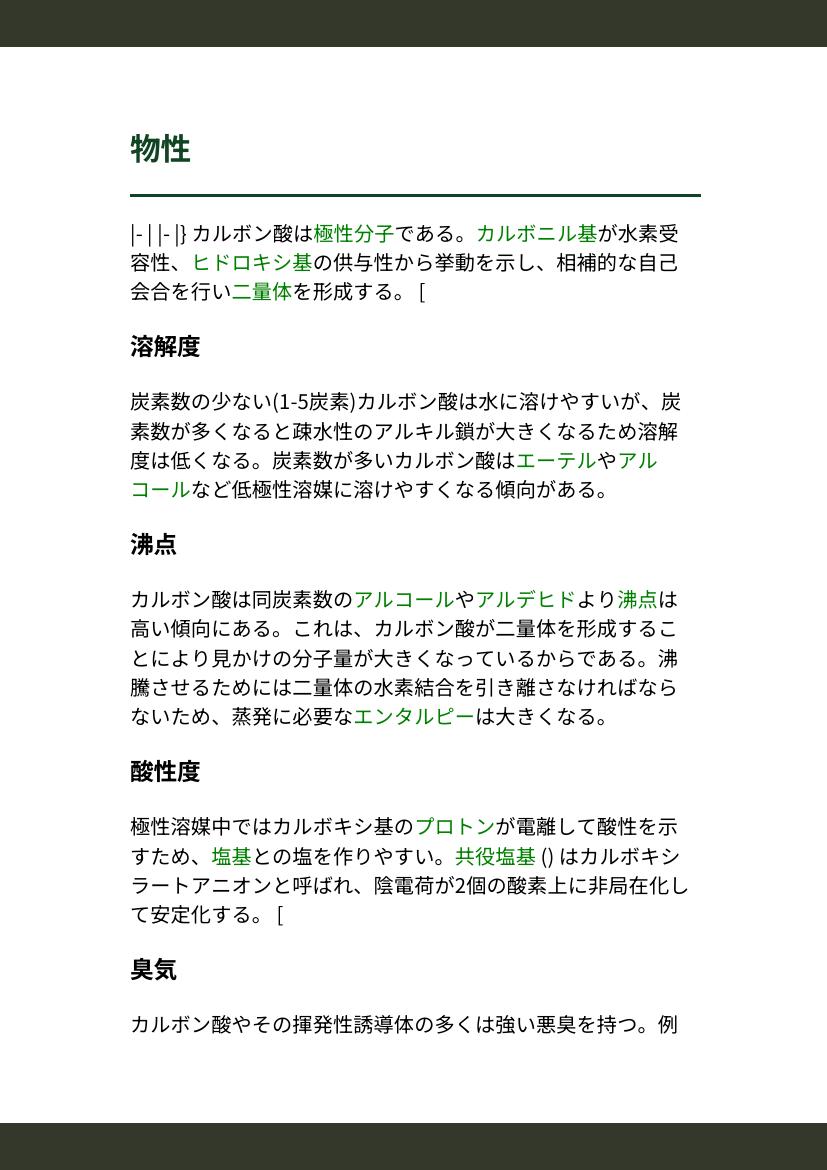 物性
|- | |- |} カルボン酸は極性分子である。カルボニル基が水素受
容性、ヒドロキシ基の供与性から挙動を示し、相補的な自己
会合を行い二量体を形成する。 [
溶解度
炭素数の少ない(1-5炭素)カルボン酸は水に溶けやすいが、炭
素数が多くなると疎水性のアルキル鎖が大きくなるため溶解
度は低くなる。炭素数が多いカルボン酸はエーテルやアル
コールなど低極性溶媒に溶けやすくなる傾向がある。
沸点
カルボン酸は同炭素数のアルコールやアルデヒドより沸点は
高い傾向にある。これは、カルボン酸が二量体を形成するこ
とにより見かけの分子量が大きくなっているからである。沸
騰させるためには二量体の水素結合を引き離さなければなら
ないため、蒸発に必要なエンタルピーは大きくなる。
酸性度
極性溶媒中ではカルボキシ基のプロトンが電離して酸性を示
すため、塩基との塩を作りやすい。共役塩基 () はカルボキシ
ラートアニオンと呼ばれ、陰電荷が2個の酸素上に非局在化し
て安定化する。 [
臭気
カルボン酸やその揮発性誘導体の多くは強い悪臭を持つ。例